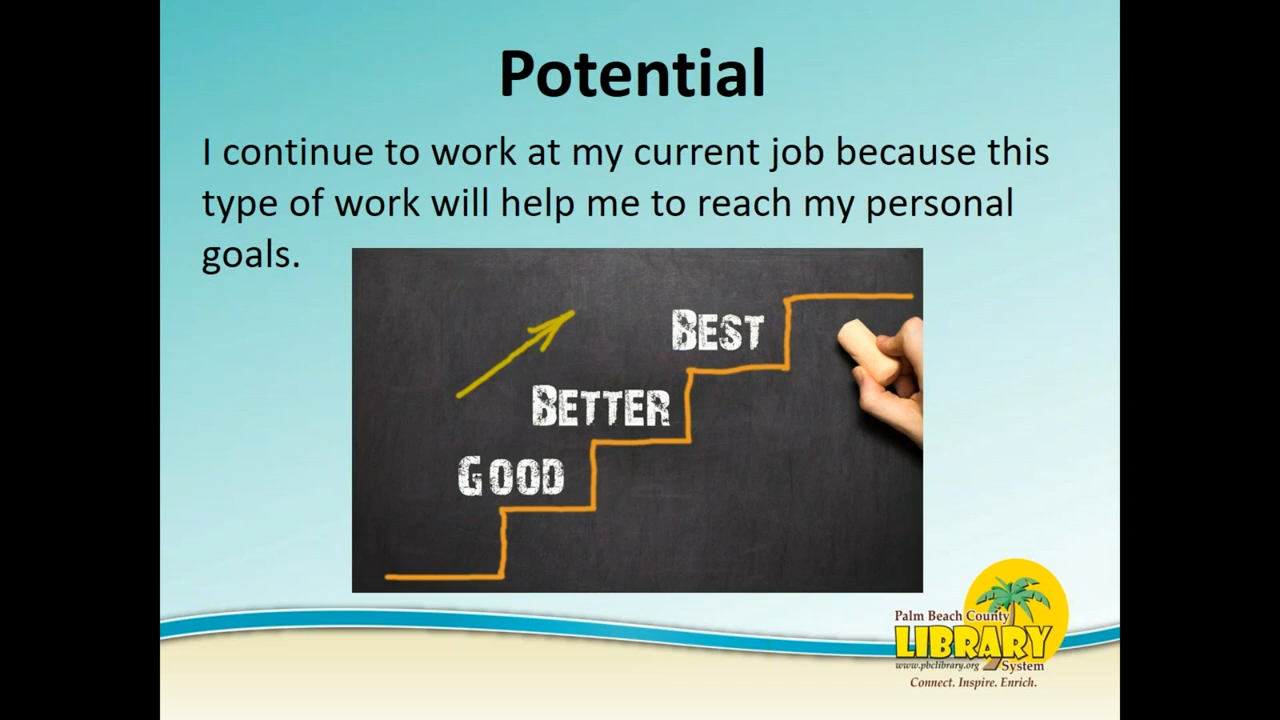 Potential
I continue to work at my current job because this
type of work will help me to reach my personal
goals.
BEST
BETTER
GOOD
Palm Beach County
LIBRARY
www.pbclibrary.org System
Connect. Inspire. Enrich.